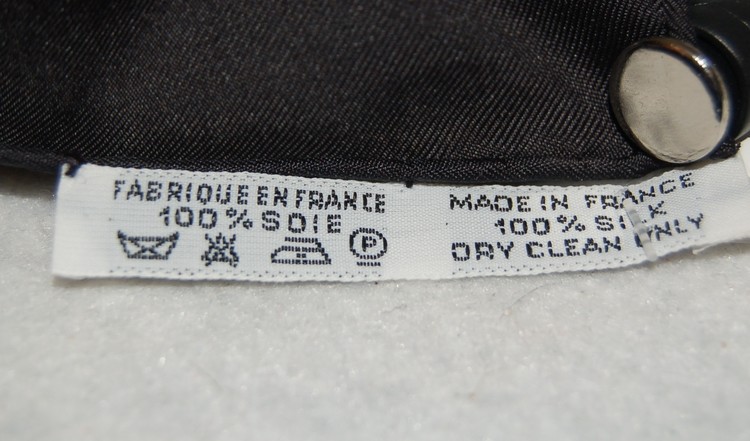 FABRIQUE EN FRANCE
100% SOIE
P
MADE IN FRANCE
100% SILK
DRY CLEAN ONLY